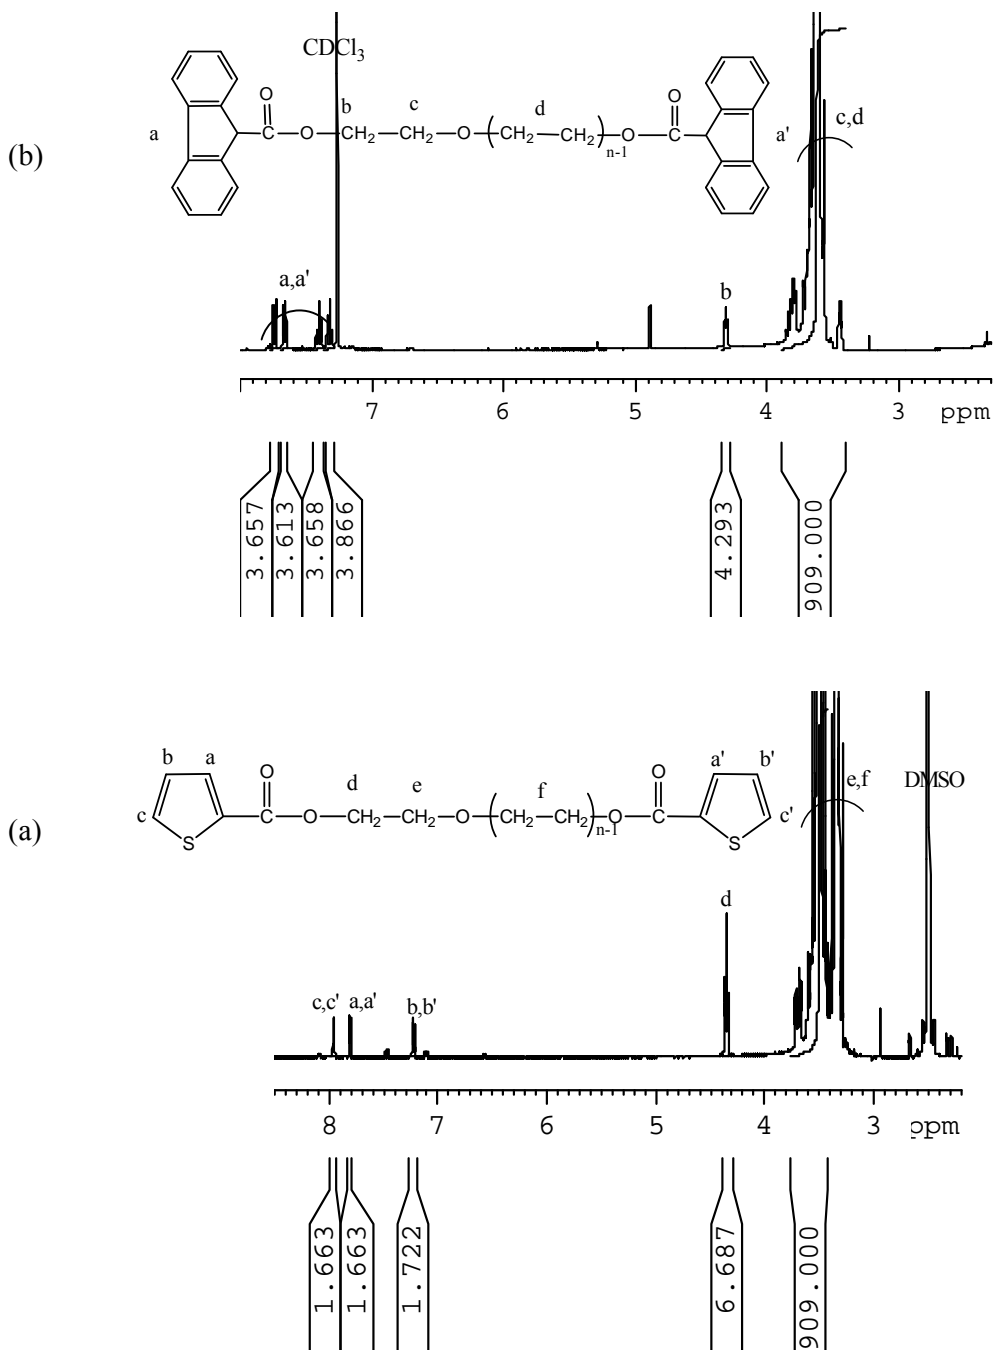 CDCl3
(b)
a
O
C
O
b
CH2
c
CH2
O
d
CH2
CH2
n-1
O
C
O
a'
c,d
a,a'
b
7 6 5 4 3 ppm
3.657
3.613
3.658
3.866
4.293
909.000
(a)
b a
c
S
O
C
O
d
CH2
e
CH2
O
f
CH2
CH2
n-1
O
C
O
a' b'
c'
S
e,f
DMSO
d
c,c' a,a' b,b'
8 7 6 5 4 3 ppm
1.663
1.663
1.722
6.687
909.000